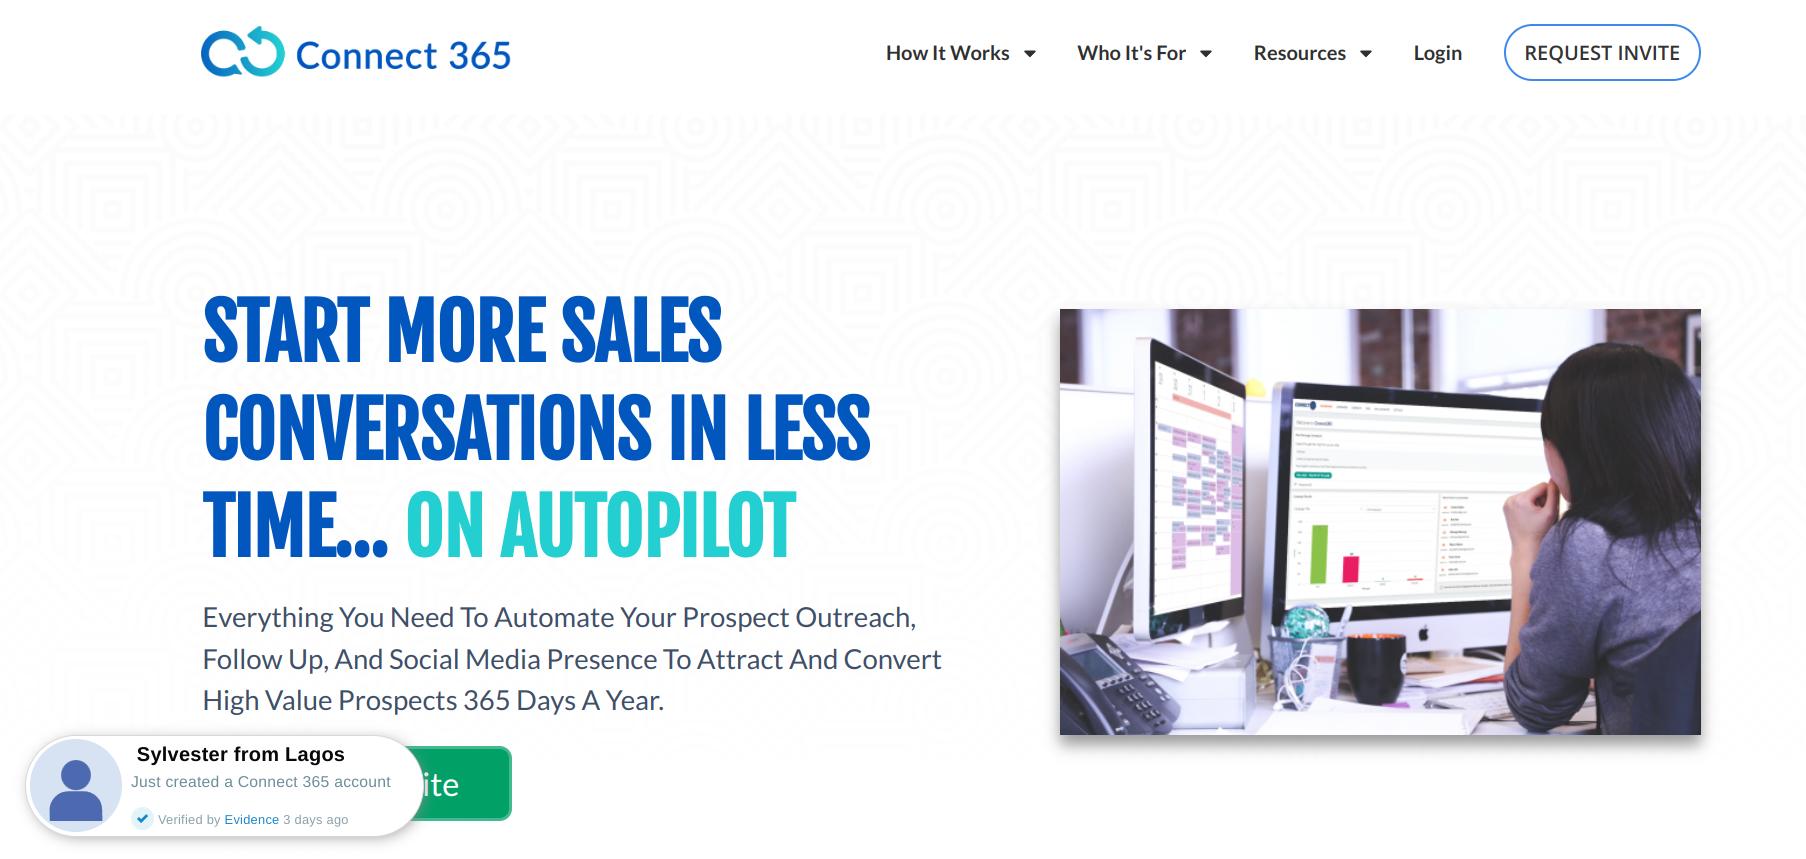 Connect 365
How It Works
Who It's For
Resources
Login
REQUEST INVITE
START MORE SALES
CONVERSATIONS IN LESS
TIME... ON AUTOPILOT
Everything You Need To Automate Your Prospect Outreach,
Follow Up, And Social Media Presence To Attract And Convert
High Value Prospects 365 Days A Year.
ite
Sylvester from Lagos
Just created a Connect 365 account
Verified by Evidence 3 days ago